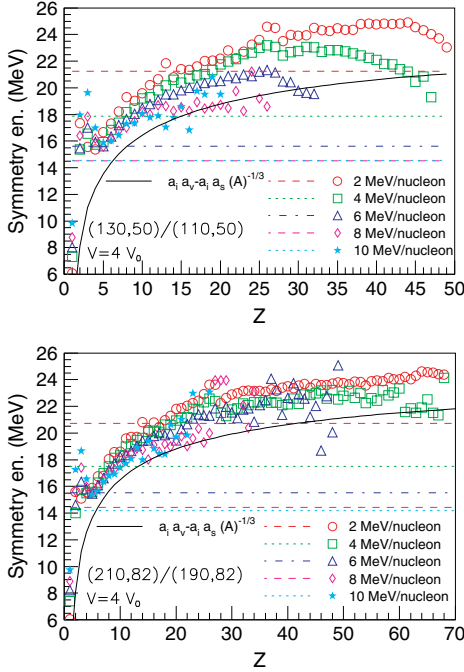 Symmetry en. (MeV)
26
24
22
20
18
16
14
12
10
8
6
a_i a_v-a_i a_s (A)^-1/3
2 MeV/nucleon
4 MeV/nucleon
6 MeV/nucleon
8 MeV/nucleon
10 MeV/nucleon
(130,50)/(110,50)
V=4 V_0
0 5 10 15 20 25 30 35 40 45 50
Z
Symmetry en. (MeV)
26
24
22
20
18
16
14
12
10
8
6
a_i a_v-a_i a_s (A)^-1/3
2 MeV/nucleon
4 MeV/nucleon
6 MeV/nucleon
8 MeV/nucleon
10 MeV/nucleon
(210,82)/(190,82)
V=4 V_0
0 10 20 30 40 50 60 70
Z